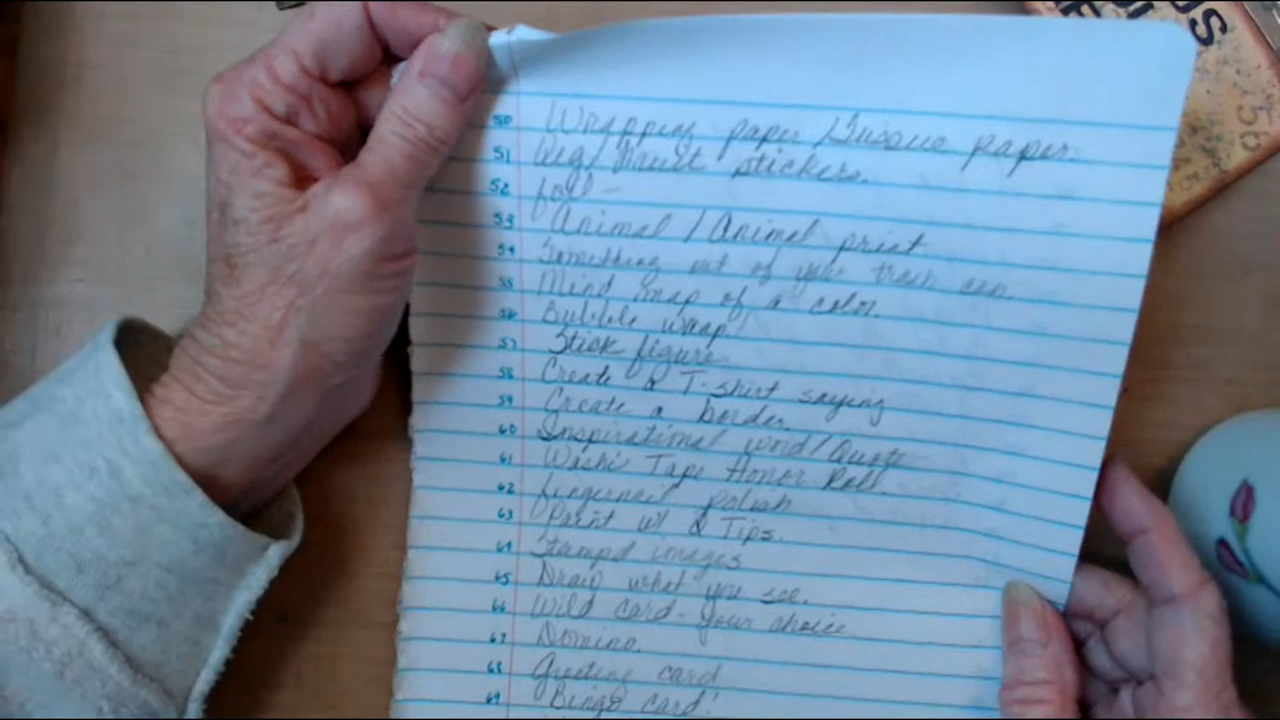 50 Wrapping paper / Tissue paper.
51 Veg/Fruit stickers.
52 foil -
53 Animal / Animal print
54 Something out of your trash can.
55 Mind map of a color.
56 Bubble wrap!
57 Stick figure
58 Create a T-shirt saying
59 Create a border.
60 Inspirational word/Quote
61 Washi Tape Honor Roll.
62 fingernail polish
63 Paint w/ Q Tips.
64 Stamped images
65 Draw what you see.
66 Wild card - your choice.
67 Domino.
68 Greeting card
69 Bingo card!